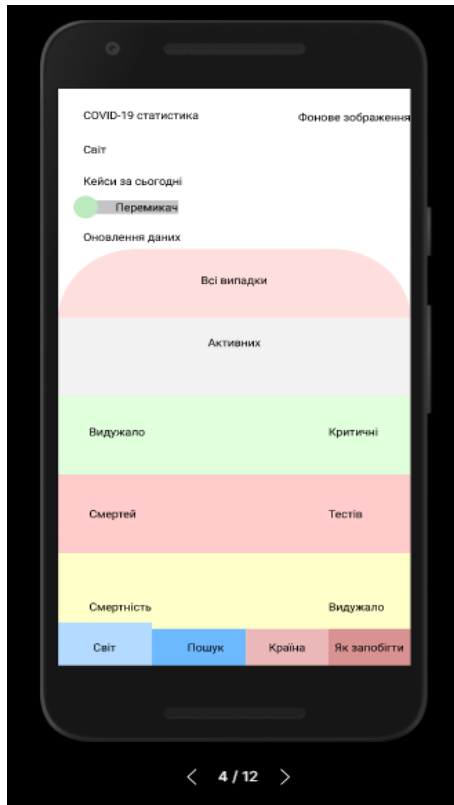 COVID-19 статистика Фонове зображення
Світ
Кейси за сьогодні
Перемикач
Оновлення даних
Всі випадки
Активних
Видужало Критичні
Смертей Тестів
Смертність Видужало
Світ Пошук Країна Як запобігти
4 / 12